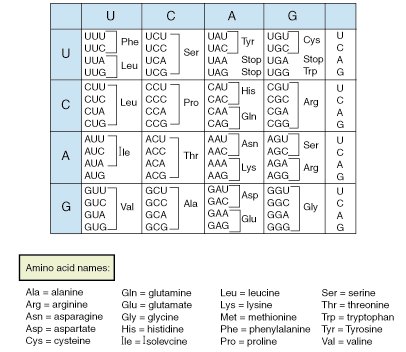 U C A G
U UUU UUC Phe UUA UUG Leu UCU UCC UCA UCG Ser UAU UAC Tyr UAA Stop UAG Stop UGU UGC Cys UGA Stop UGG Trp U C A G
C CUU CUC CUA CUG Leu CCU CCC CCA CCG Pro CAU CAC His CAA CAG Gln CGU CGC CGA CGG Arg U C A G
A AUU AUC AUA Ile AUG ACU ACC ACA ACG Thr AAU AAC Asn AAA AAG Lys AGU AGC Ser AGA AGG Arg U C A G
G GUU GUC GUA GUG Val GCU GCC GCA GCG Ala GAU GAC Asp GAA GAG Glu GGU GGC GGA GGG Gly U C A G
Amino acid names:
Ala = alanine Gln = glutamine Leu = leucine Ser = serine
Arg = arginine Glu = glutamate Lys = lysine Thr = threonine
Asn = asparagine Gly = glycine Met = methionine Trp = tryptophan
Asp = aspartate His = histidine Phe = phenylalanine Tyr = Tyrosine
Cys = cysteine Ile = Isolevcine Pro = proline Val = valine